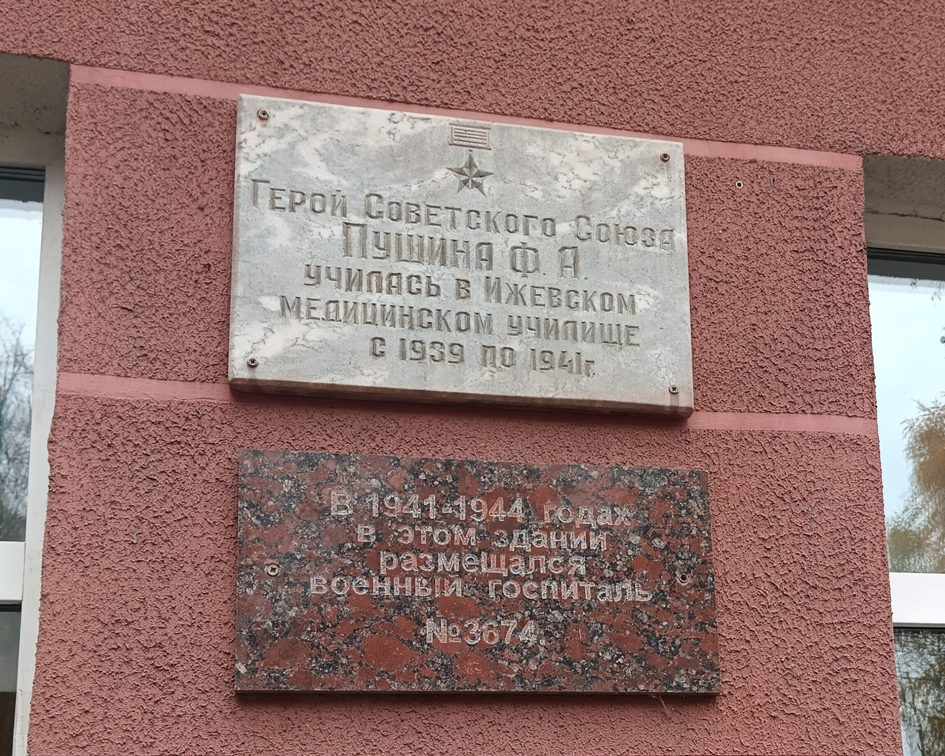 Герой Советского Союза
Пушина Ф. А.
училась в Ижевском
медицинском училище
с 1939 по 1941г.
В 1941-1944 годах
в этом здании
размещался
военный госпиталь
№3674